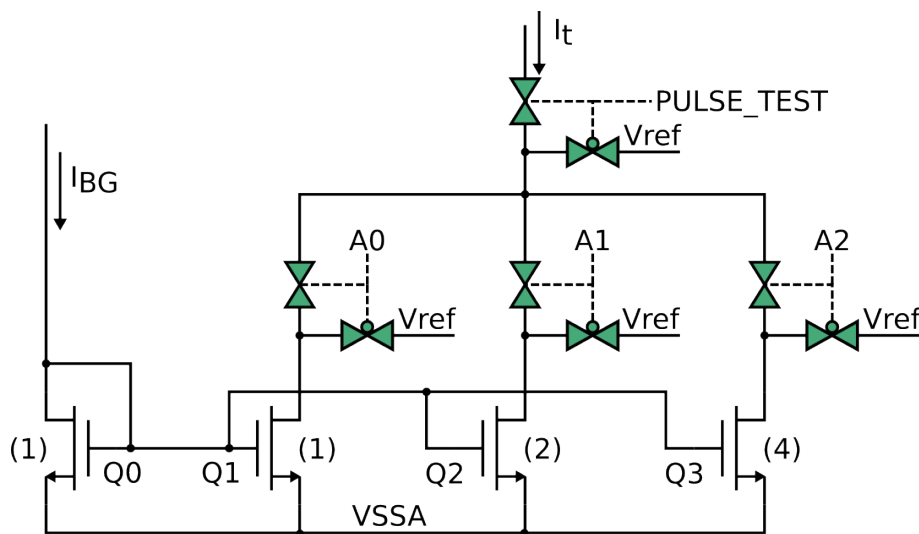 It
PULSE_TEST
Vref
IBG
A0
A1
A2
Vref
Vref
Vref
(1)
Q0
Q1
(1)
Q2
(2)
Q3
(4)
VSSA